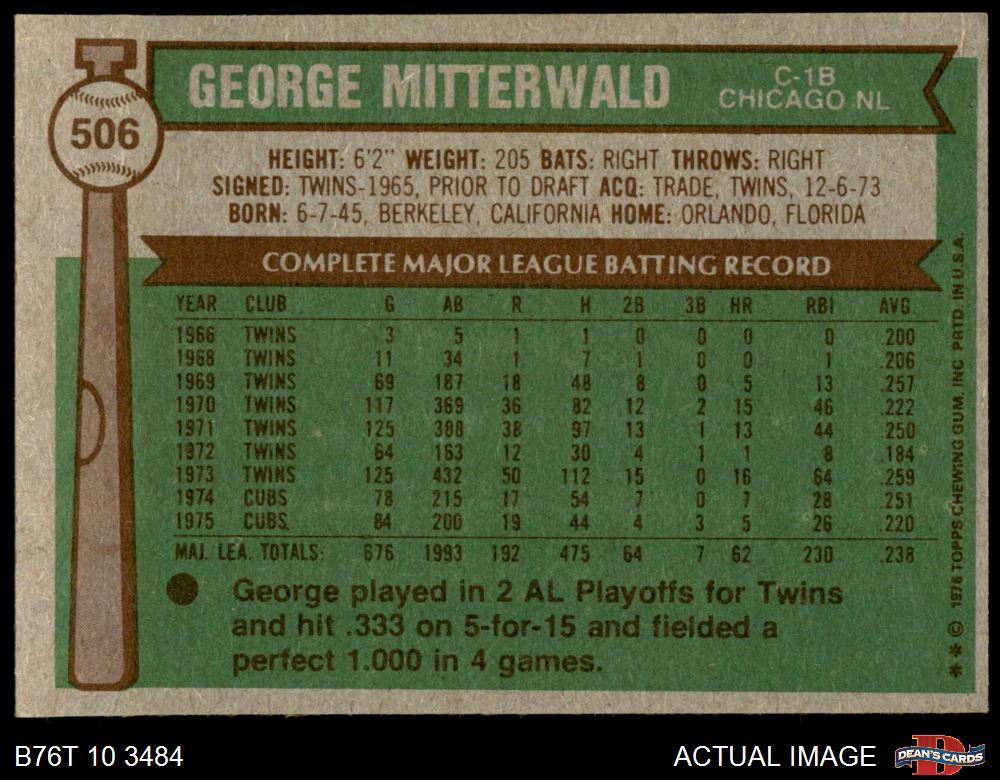 GEORGE MITTERWALD
C-1B
CHICAGO NL
506
HEIGHT: 6'2" WEIGHT: 205 BATS: RIGHT THROWS: RIGHT
SIGNED: TWINS-1965, PRIOR TO DRAFT ACQ: TRADE, TWINS, 12-6-73
BORN: 6-7-45, BERKELEY, CALIFORNIA HOME: ORLANDO, FLORIDA
COMPLETE MAJOR LEAGUE BATTING RECORD
YEAR CLUB G AB R H 2B 3B HR RBI AVG.
1966 TWINS 3 5 1 1 0 0 0 0 .200
1968 TWINS 11 34 1 7 1 0 0 1 .206
1969 TWINS 69 187 18 48 8 0 5 13 .257
1970 TWINS 117 369 36 82 12 2 15 46 .222
1971 TWINS 125 388 38 97 13 1 13 44 .250
1972 TWINS 64 163 12 30 4 1 1 8 .184
1973 TWINS 125 432 50 112 15 0 16 64 .259
1974 CUBS 78 215 17 54 7 0 7 28 .251
1975 CUBS 84 200 19 44 4 3 5 26 .220
MAJ. LEA. TOTALS: 676 1993 192 475 64 7 62 230 .238
George played in 2 AL Playoffs for Twins
and hit .333 on 5-for-15 and fielded a
perfect 1.000 in 4 games.
** © 1976 TOPPS CHEWING GUM, INC PRTD. IN U.S.A.
B76T 10 3484
ACTUAL IMAGE
DEAN'S CARDS